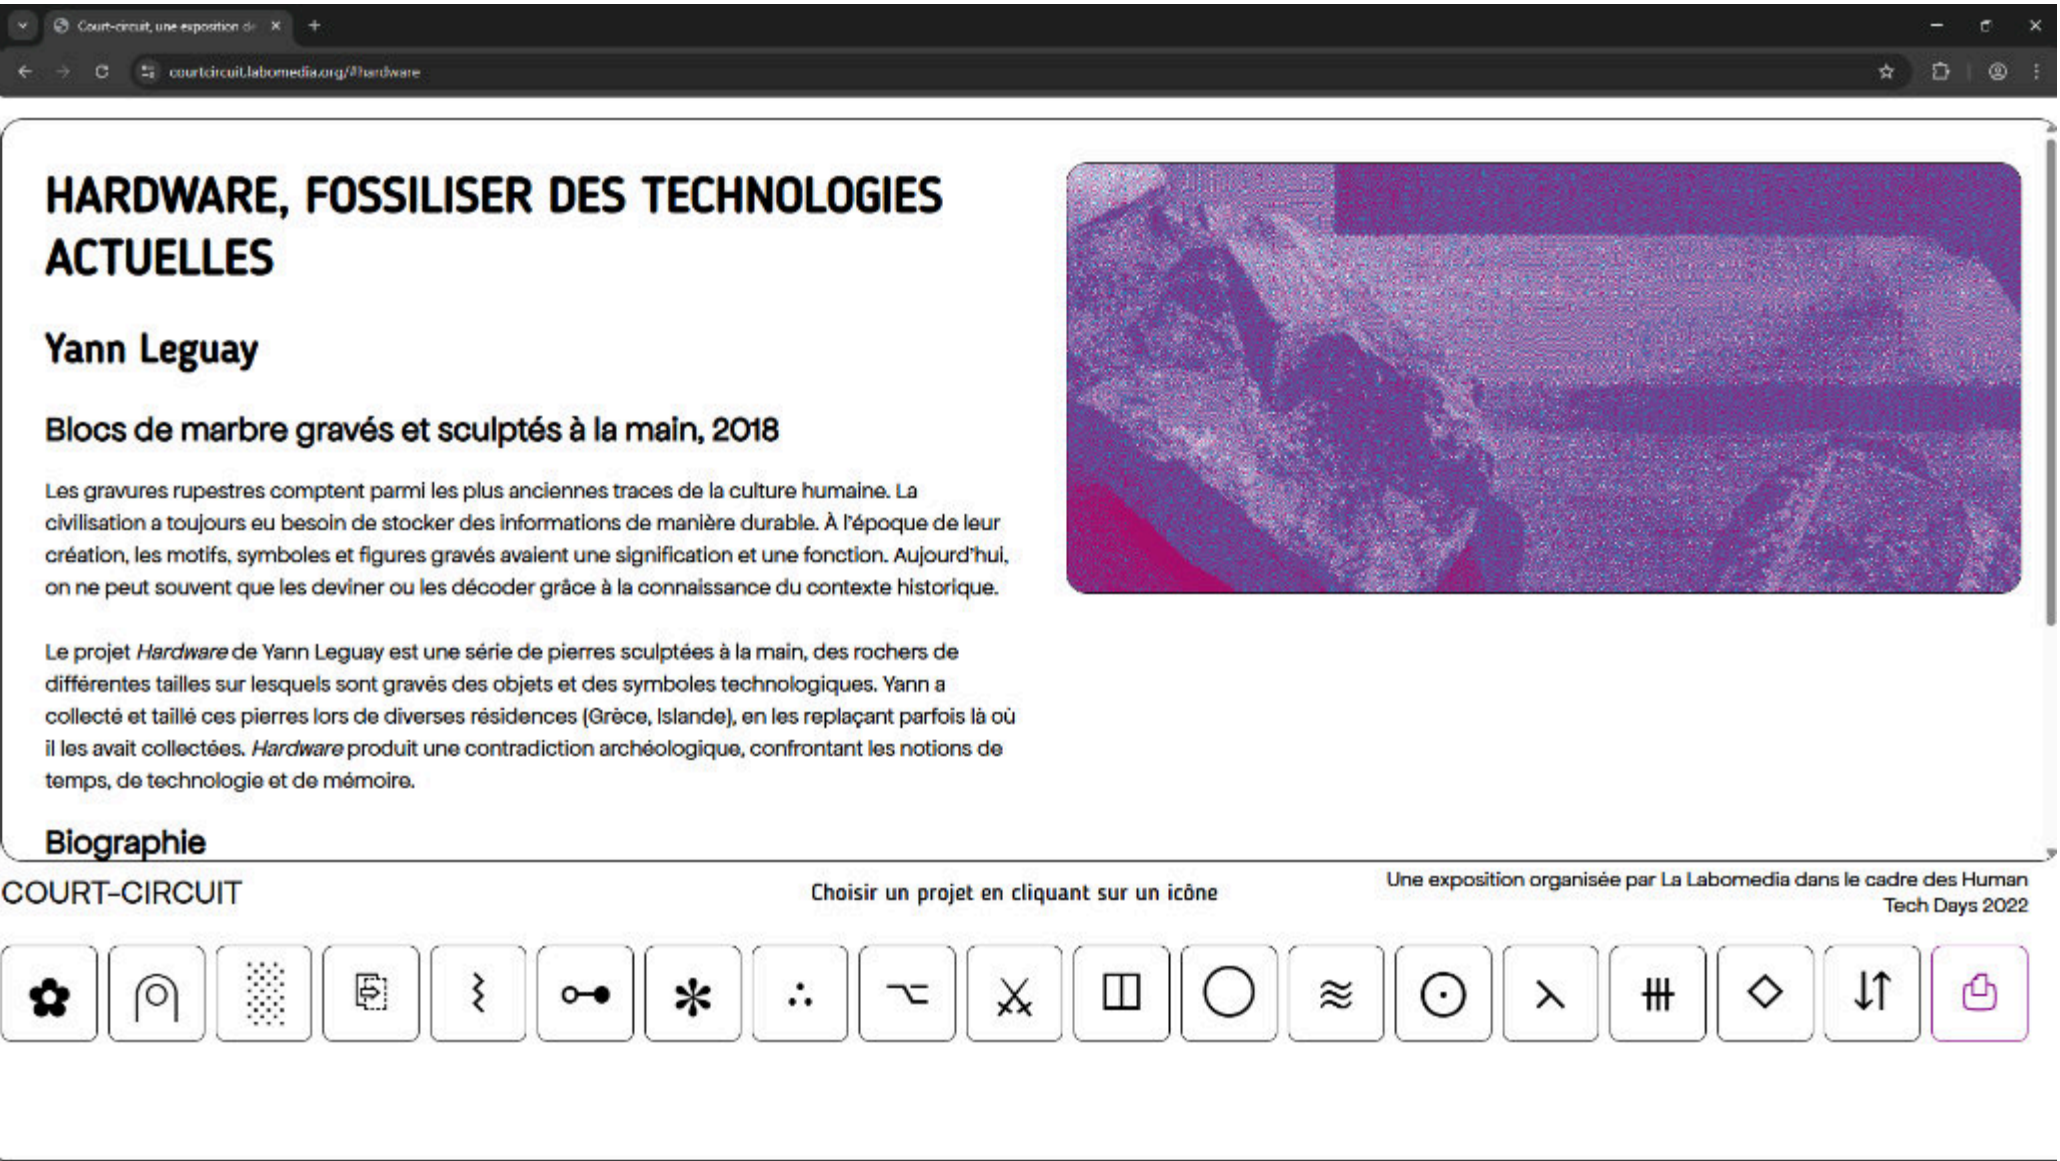 Court-circuit, une exposition de
courtcircuit.labomedia.org/#hardware
HARDWARE, FOSSILISER DES TECHNOLOGIES
ACTUELLES
Yann Leguay
Blocs de marbre gravés et sculptés à la main, 2018
Les gravures rupestres comptent parmi les plus anciennes traces de la culture humaine. La
civilisation a toujours eu besoin de stocker des informations de manière durable. À l'époque de leur
création, les motifs, symboles et figures gravés avaient une signification et une fonction. Aujourd'hui,
on ne peut souvent que les deviner ou les décoder grâce à la connaissance du contexte historique.
Le projet Hardware de Yann Leguay est une série de pierres sculptées à la main, des rochers de
différentes tailles sur lesquels sont gravés des objets et des symboles technologiques. Yann a
collecté et taillé ces pierres lors de diverses résidences (Grèce, Islande), en les replaçant parfois là où
il les avait collectées. Hardware produit une contradiction archéologique, confrontant les notions de
temps, de technologie et de mémoire.
Biographie
COURT-CIRCUIT
Choisir un projet en cliquant sur un icône
Une exposition organisée par La Labomedia dans le cadre des Human
Tech Days 2022